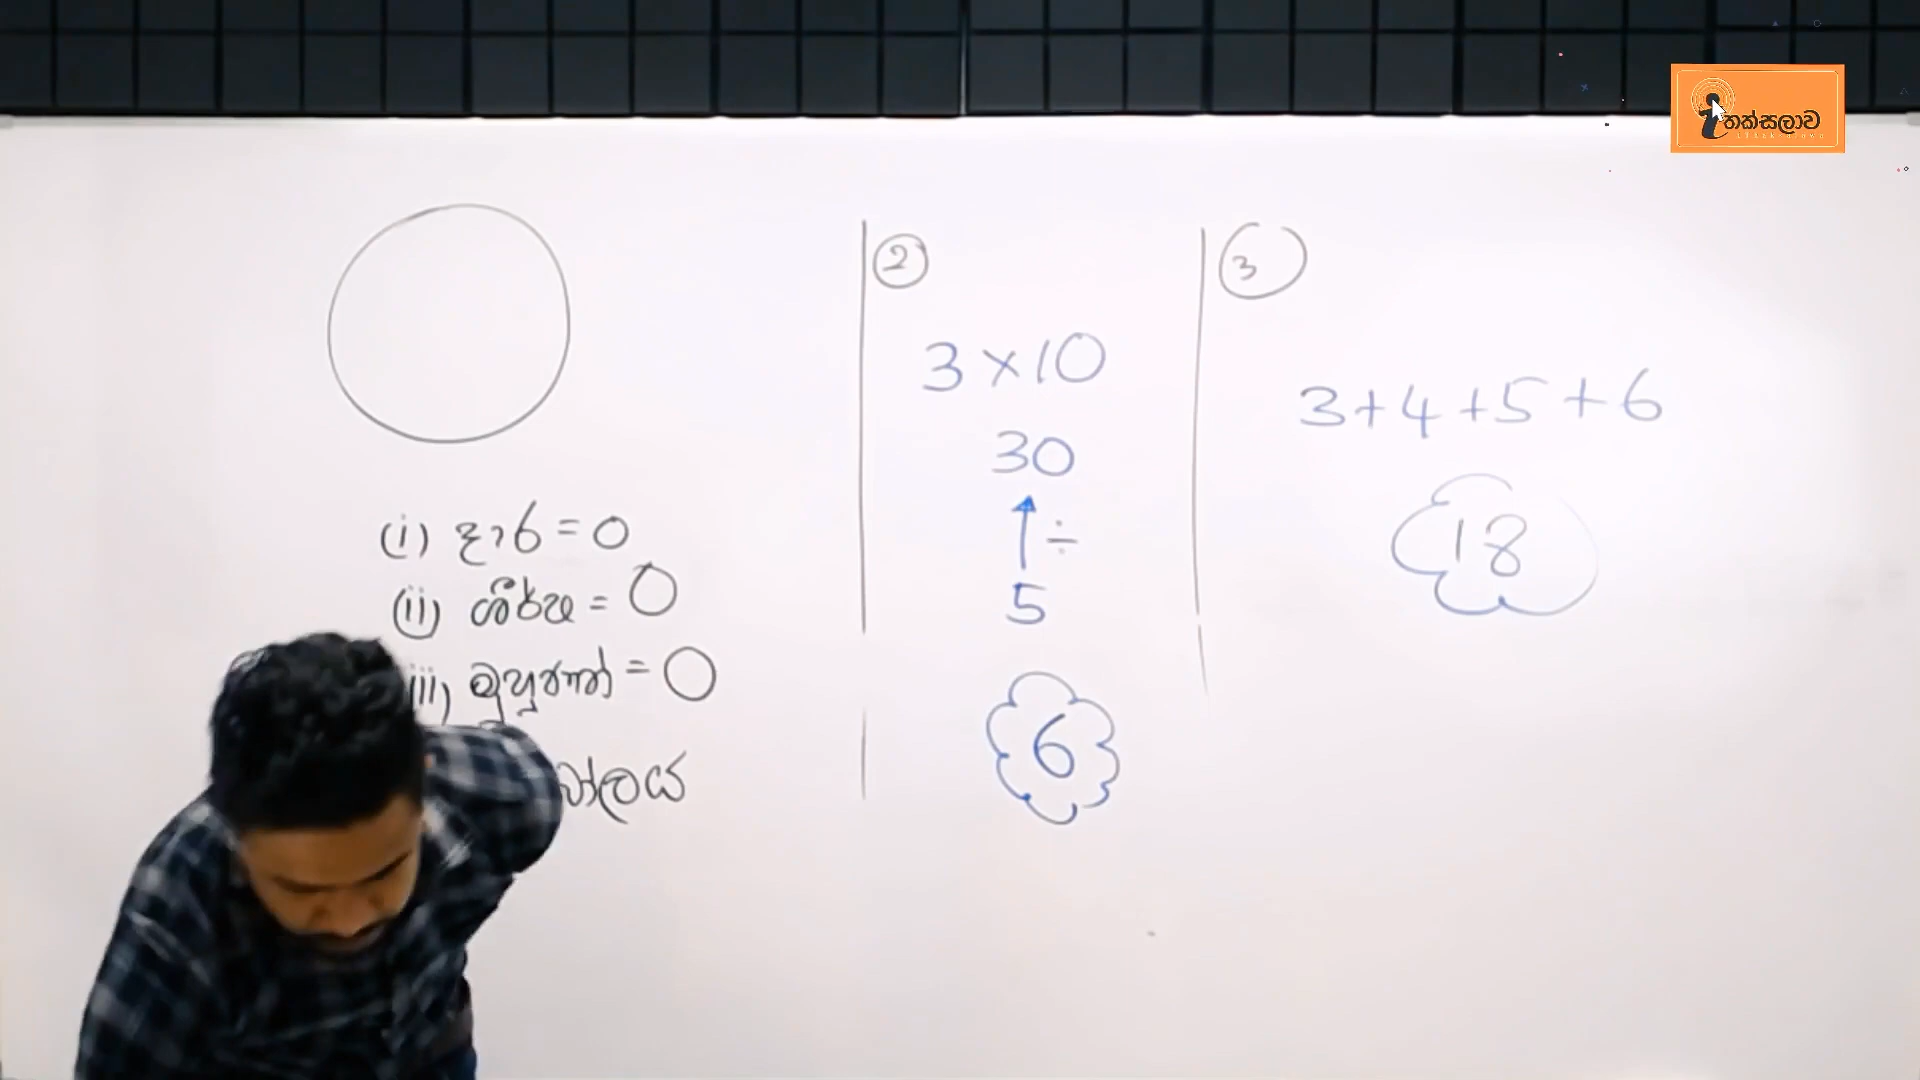 තක්සලාව
(i) දාර = 0
(ii) ශීර්ෂ = 0
(iii) මුහුණත් = 0
② 
3 × 10
30
÷
5
6
③
3 + 4 + 5 + 6
18